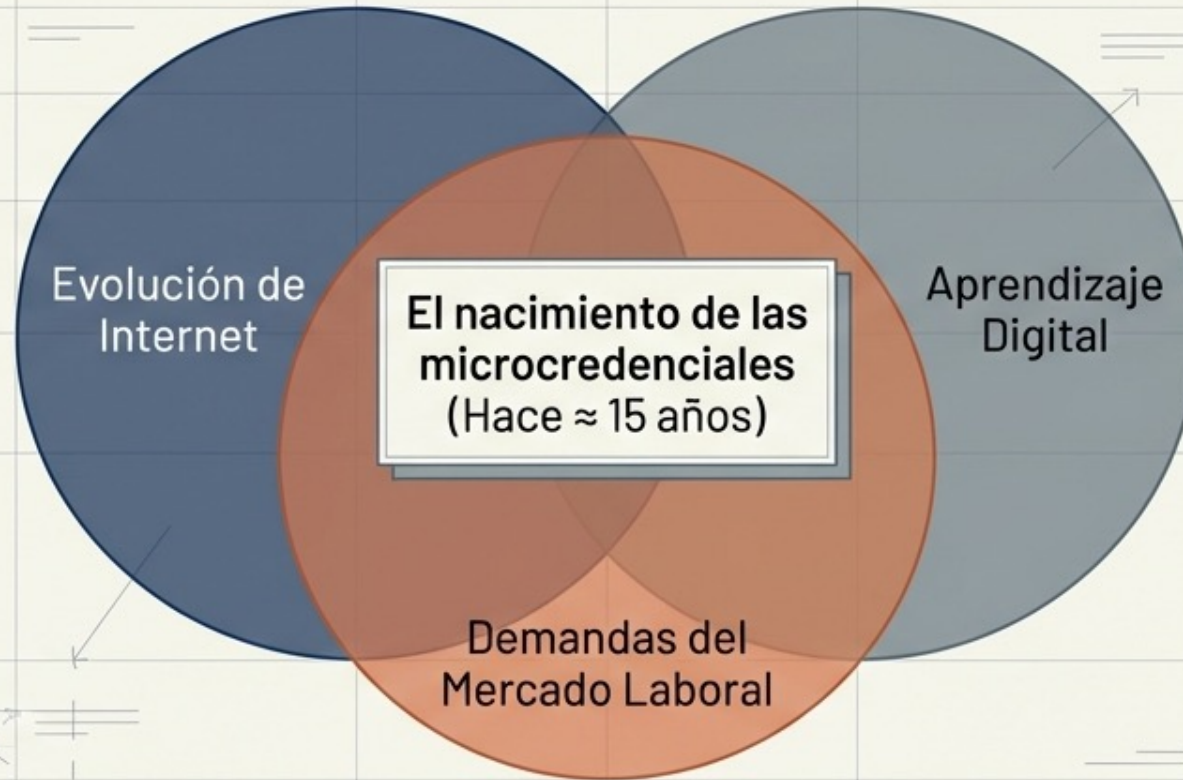 Evolución de
Internet
El nacimiento de las
microcredenciales
(Hace ≈ 15 años)
Aprendizaje
Digital
Demandas del
Mercado Laboral